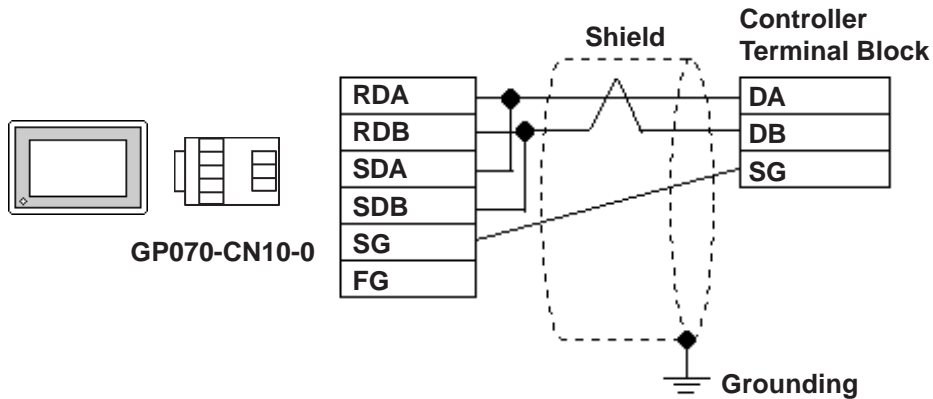 Controller
Terminal Block
Shield
RDA
RDB
SDA
SDB
SG
FG
DA
DB
SG
GP070-CN10-0
Grounding